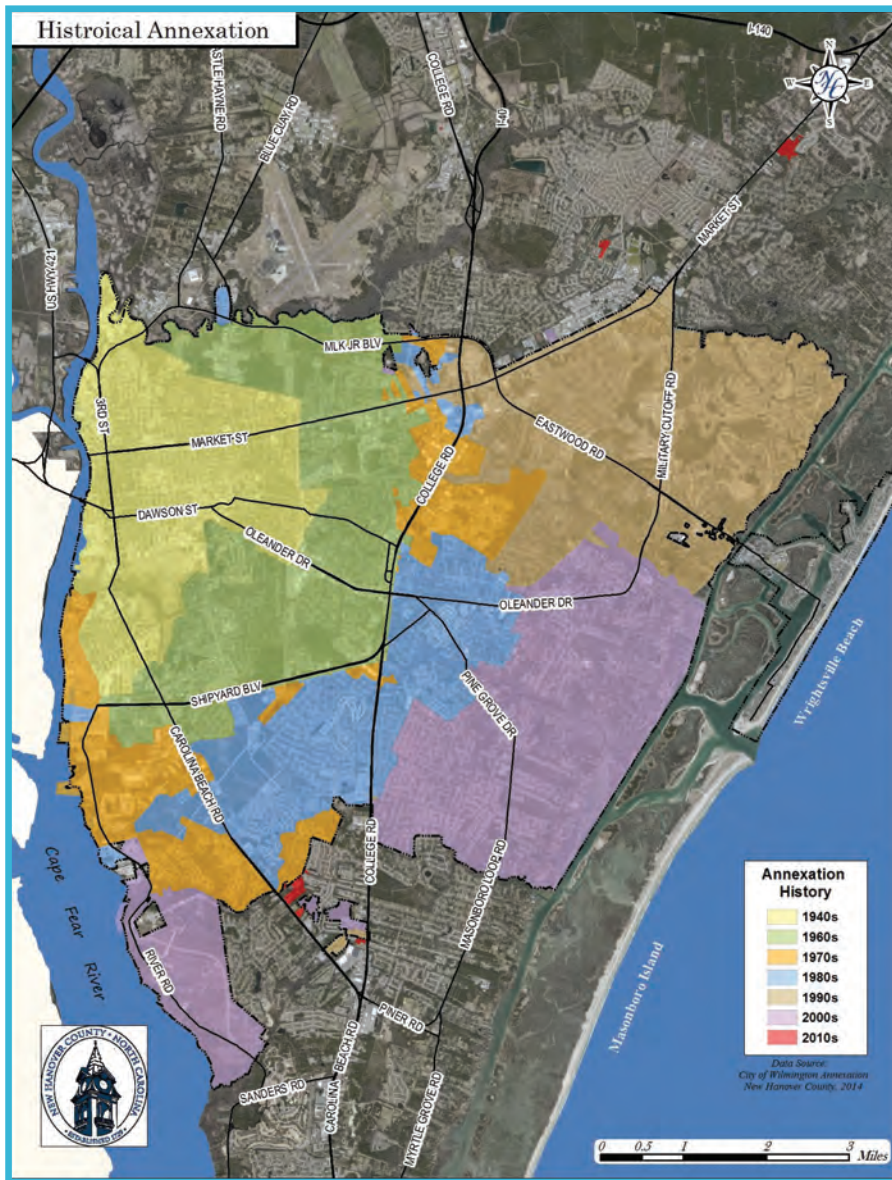 Histroical Annexation
I-140
N
W
E
S
NH
CASTLE HAYNE RD
BLUE CLAY RD
COLLEGE RD
I-40
MARKET ST
US HWY 421
MLK JR BLV
3RD ST
MARKET ST
EASTWOOD RD
MILITARY CUTOFF RD
COLLEGE RD
DAWSON ST
OLEANDER DR
OLEANDER DR
SHIPYARD BLV
PINE GROVE DR
CAROLINA BEACH RD
COLLEGE RD
MASONBORO LOOP RD
Wrightsville Beach
Cape
Fear
River
RIVER RD
PINER RD
Masonboro Island
SANDERS RD
CAROLINA BEACH RD
MYRTLE GROVE RD
Annexation
History
1940s
1960s
1970s
1980s
1990s
2000s
2010s
Data Source:
City of Wilmington Annexation
New Hanover County, 2014
NEW HANOVER COUNTY • NORTH CAROLINA
• ESTABLISHED 1729 •
0 0.5 1 2 3
Miles